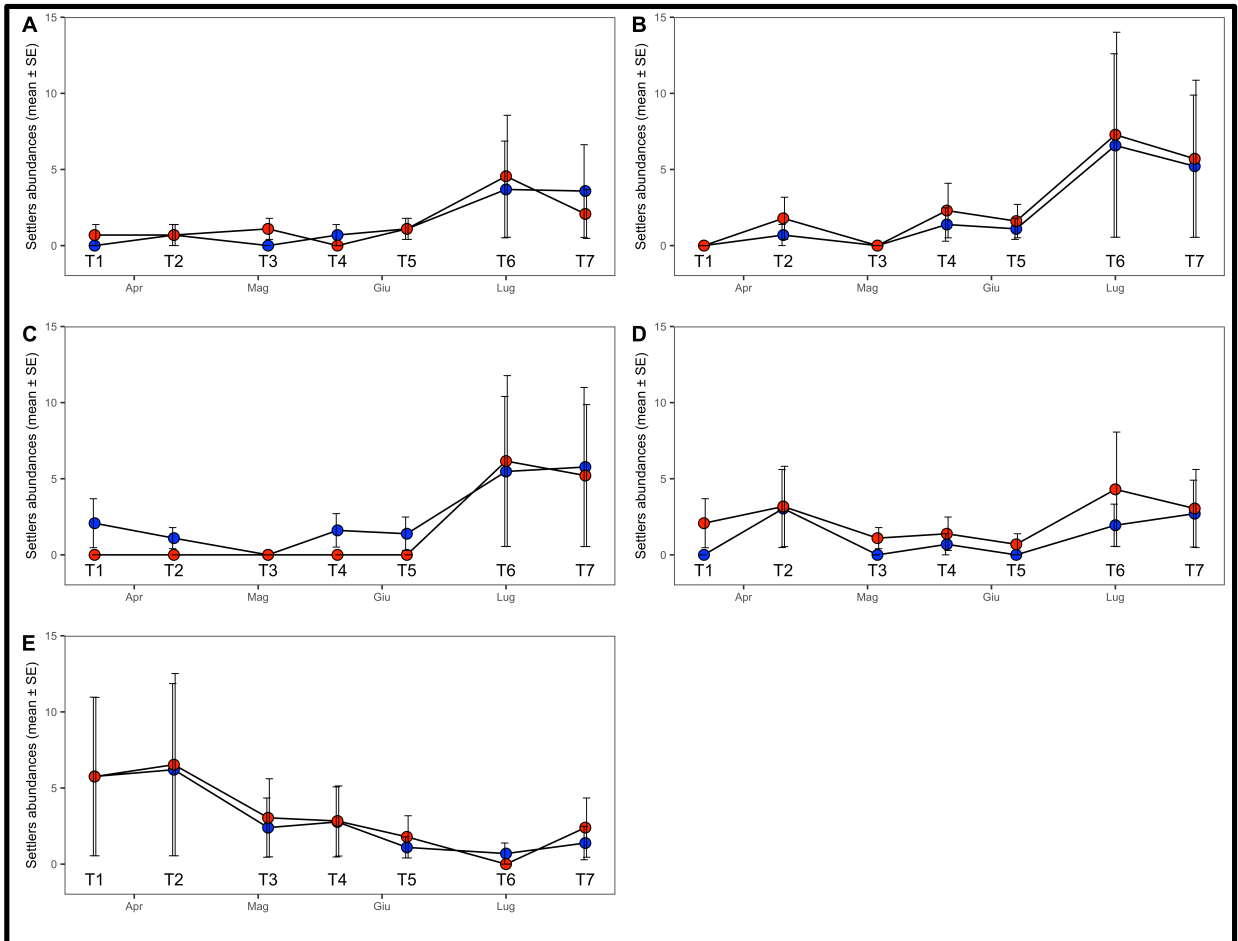 A
Settlers abundances (mean ± SE)
15
10
5
0
T1 T2 T3 T4 T5 T6 T7
Apr Mag Giu Lug
B
Settlers abundances (mean ± SE)
15
10
5
0
T1 T2 T3 T4 T5 T6 T7
Apr Mag Giu Lug
C
Settlers abundances (mean ± SE)
15
10
5
0
T1 T2 T3 T4 T5 T6 T7
Apr Mag Giu Lug
D
Settlers abundances (mean ± SE)
15
10
5
0
T1 T2 T3 T4 T5 T6 T7
Apr Mag Giu Lug
E
Settlers abundances (mean ± SE)
15
10
5
0
T1 T2 T3 T4 T5 T6 T7
Apr Mag Giu Lug